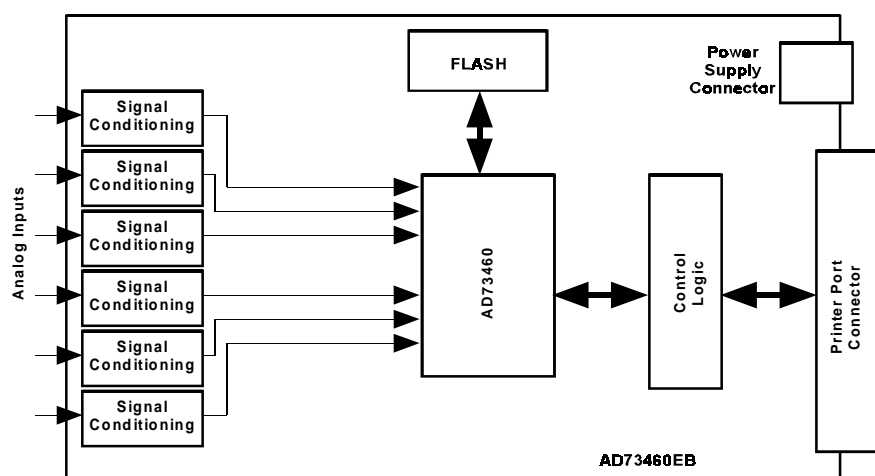 FLASH
Power
Supply
Connector
Signal
Conditioning
Signal
Conditioning
Signal
Conditioning
Signal
Conditioning
Signal
Conditioning
Signal
Conditioning
Analog Inputs
AD73460
Control
Logic
Printer Port
Connector
AD73460EB